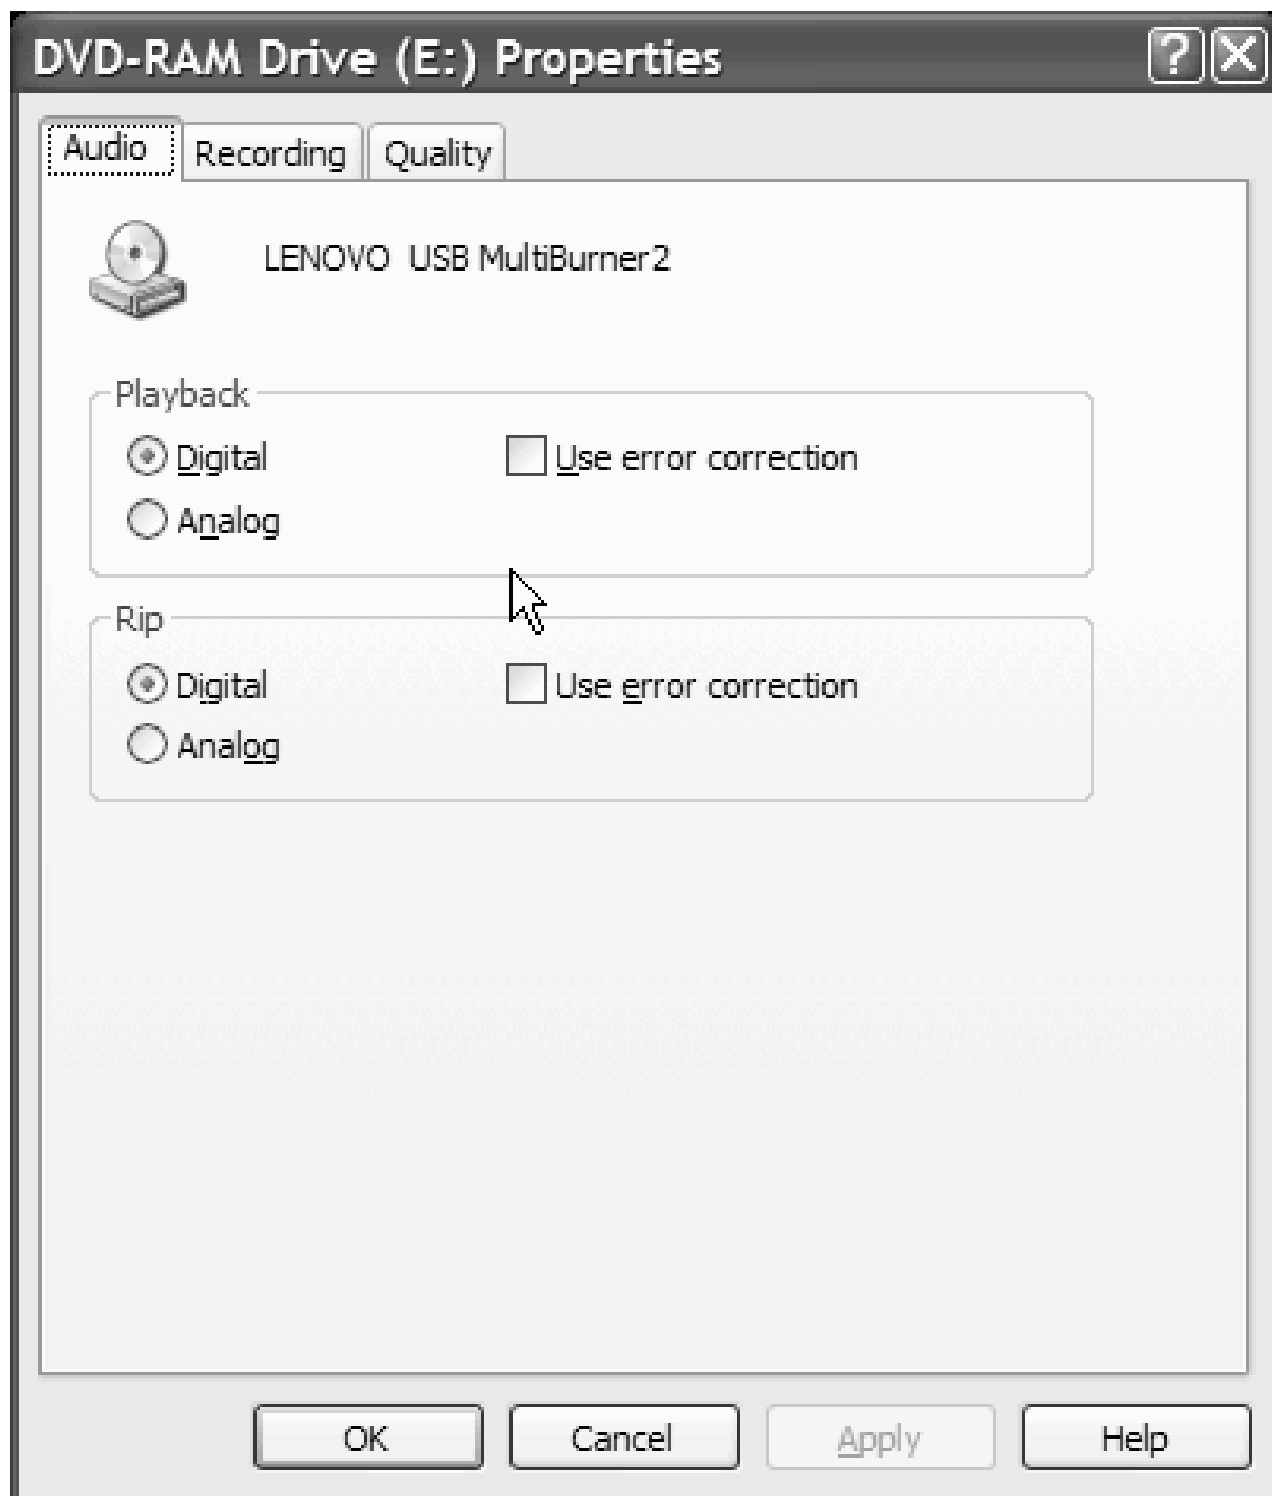 DVD-RAM Drive (E:) Properties
Audio Recording Quality
LENOVO USB MultiBurner2
Playback
Digital Use error correction
Analog
Rip
Digital Use error correction
Analog
OK Cancel Apply Help